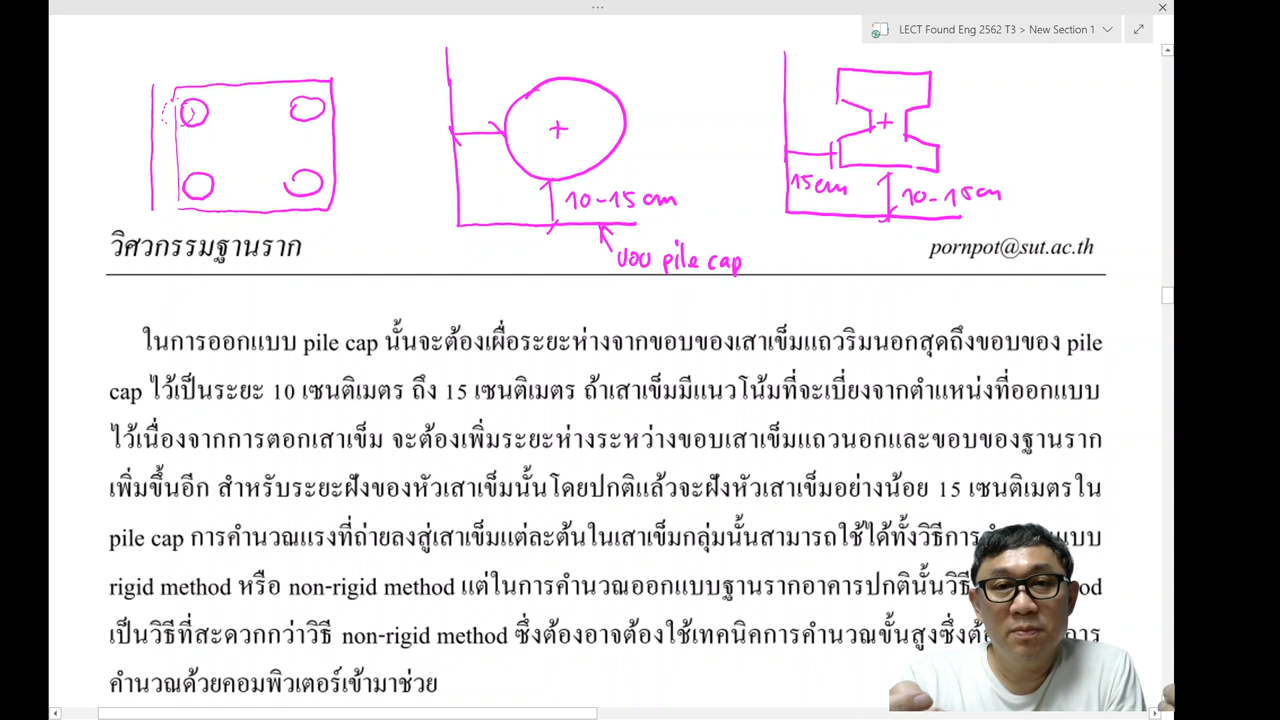 LECT Found Eng 2562 T3 > New Section 1
10-15 cm
15cm
10-15cm
ขอบ pile cap
วิศวกรรมฐานราก
pornpot@sut.ac.th
ในการออกแบบ pile cap นั้นจะต้องเผื่อระยะห่างจากขอบของเสาเข็มแถวริมนอกสุดถึงขอบของ pile
cap ไว้เป็นระยะ 10 เซนติเมตร ถึง 15 เซนติเมตร ถ้าเสาเข็มมีแนวโน้มที่จะเบี่ยงจากตำแหน่งที่ออกแบบ
ไว้เนื่องจากการตอกเสาเข็ม จะต้องเพิ่มระยะห่างระหว่างขอบเสาเข็มแถวนอกและขอบของฐานราก
เพิ่มขึ้นอีก สำหรับระยะฝังของหัวเสาเข็มนั้นโดยปกติแล้วจะฝังหัวเสาเข็มอย่างน้อย 15 เซนติเมตรใน
pile cap การคำนวณแรงที่ถ่ายลงสู่เสาเข็มแต่ละต้นในเสาเข็มกลุ่มนั้นสามารถใช้ได้ทั้งวิธีการ
rigid method หรือ non-rigid method แต่ในการคำนวณออกแบบฐานรากอาคารปกตินั้นวิธี
เป็นวิธีที่สะดวกกว่าวิธี non-rigid method ซึ่งต้องอาจต้องใช้เทคนิคการคำนวณขั้นสูงซึ่ง
คำนวณด้วยคอมพิวเตอร์เข้ามาช่วย